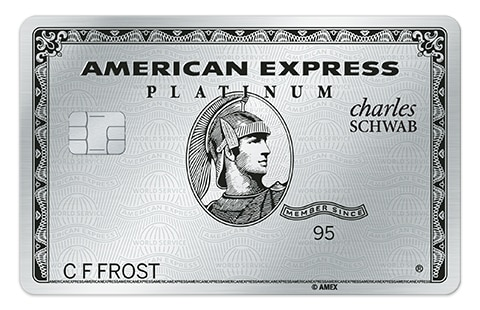 AMERICAN EXPRESS
PLATINUM
charles
SCHWAB
MEMBER SINCE
95
C F FROST
®
© AMEX